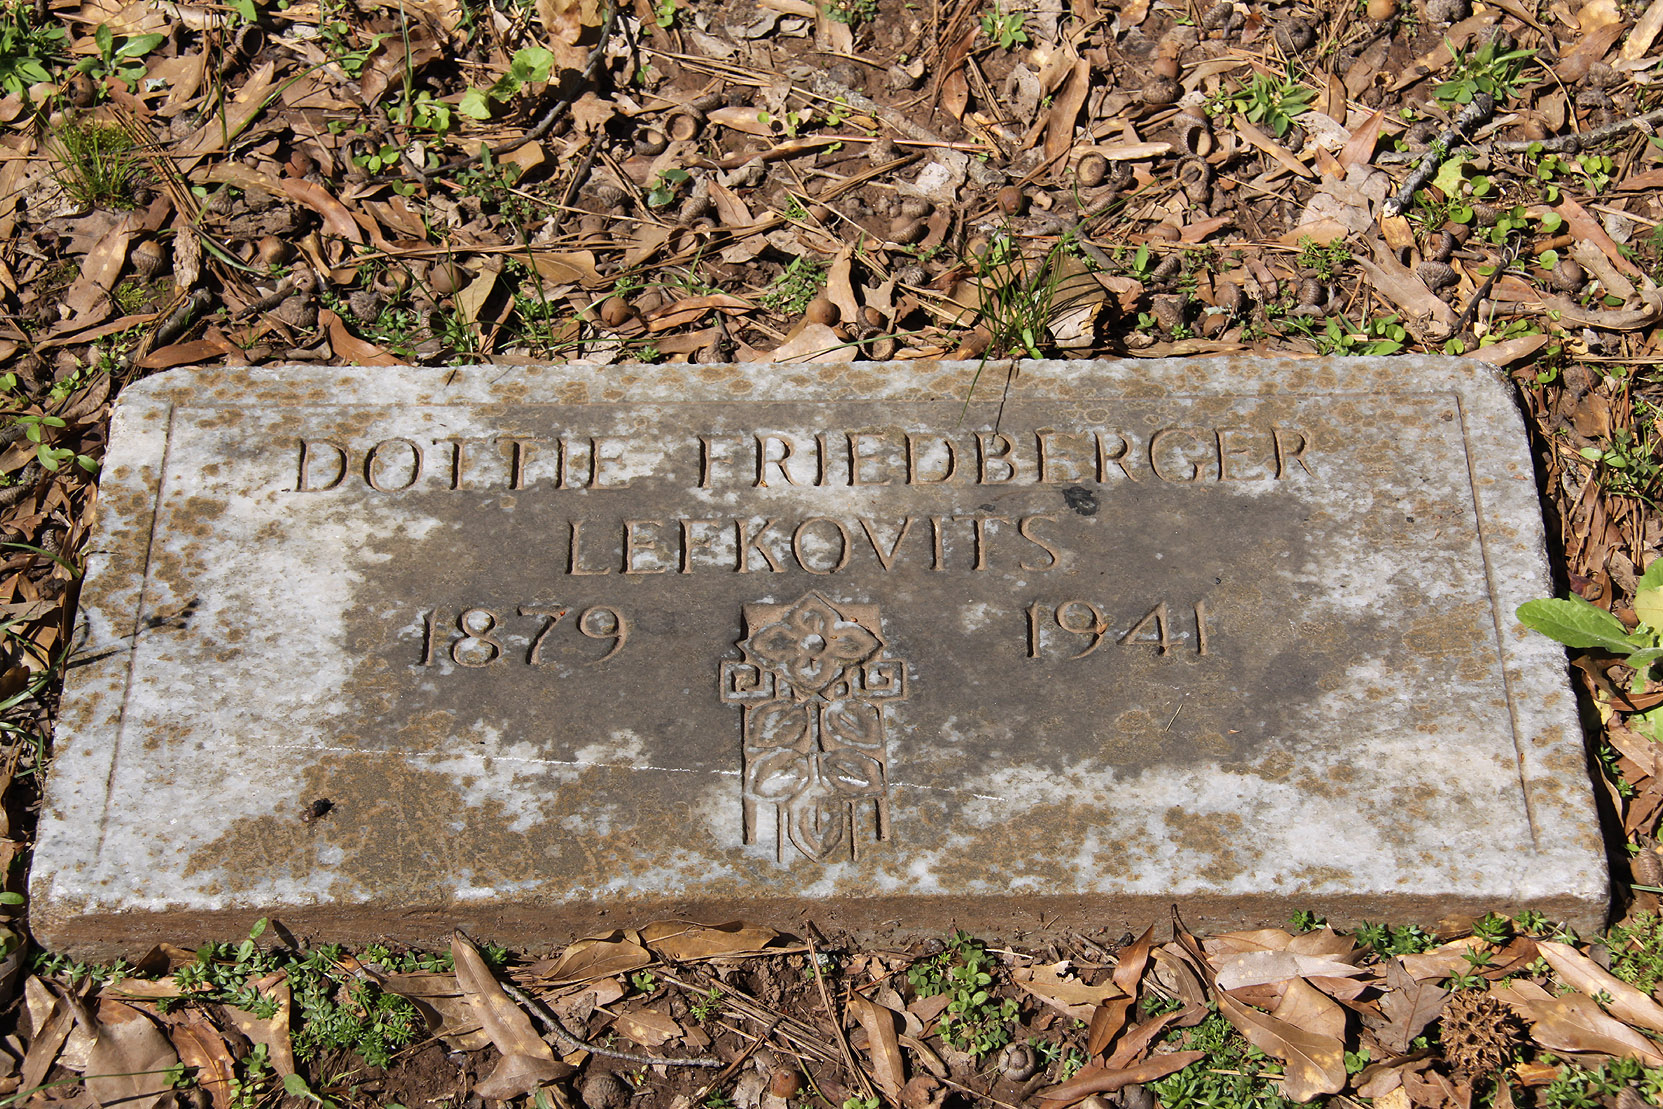 DOTTIE FRIEDBERGER
LEFKOVITS
1879 1941